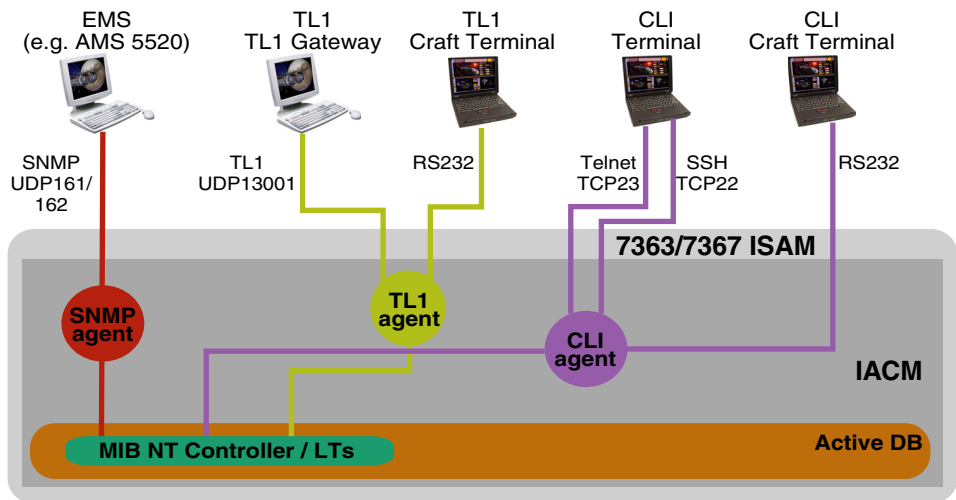 EMS
(e.g. AMS 5520)
TL1
TL1 Gateway
TL1
Craft Terminal
CLI
Terminal
CLI
Craft Terminal
SNMP
UDP161/
162
TL1
UDP13001
RS232
Telnet
TCP23
SSH
TCP22
RS232
7363/7367 ISAM
SNMP
agent
TL1
agent
CLI
agent
IACM
MIB NT Controller / LTs
Active DB